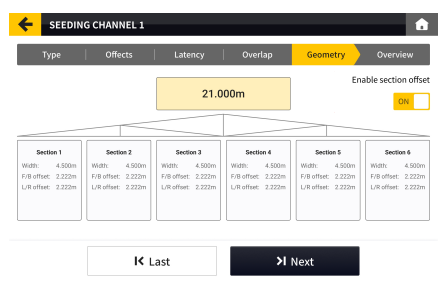 SEEDING CHANNEL 1
Type Effects Latency Overlap Geometry Overview
Enable section offset
21.000m
ON
Section 1 Section 2 Section 3 Section 4 Section 5 Section 6
Width: 4.500m Width: 4.500m Width: 4.500m Width: 4.500m Width: 4.500m Width: 4.500m
F/B offset: 2.222m F/B offset: 2.222m F/B offset: 2.222m F/B offset: 2.222m F/B offset: 2.222m F/B offset: 2.222m
L/R offset: 2.222m L/R offset: 2.222m L/R offset: 2.222m L/R offset: 2.222m L/R offset: 2.222m L/R offset: 2.222m
Last Next